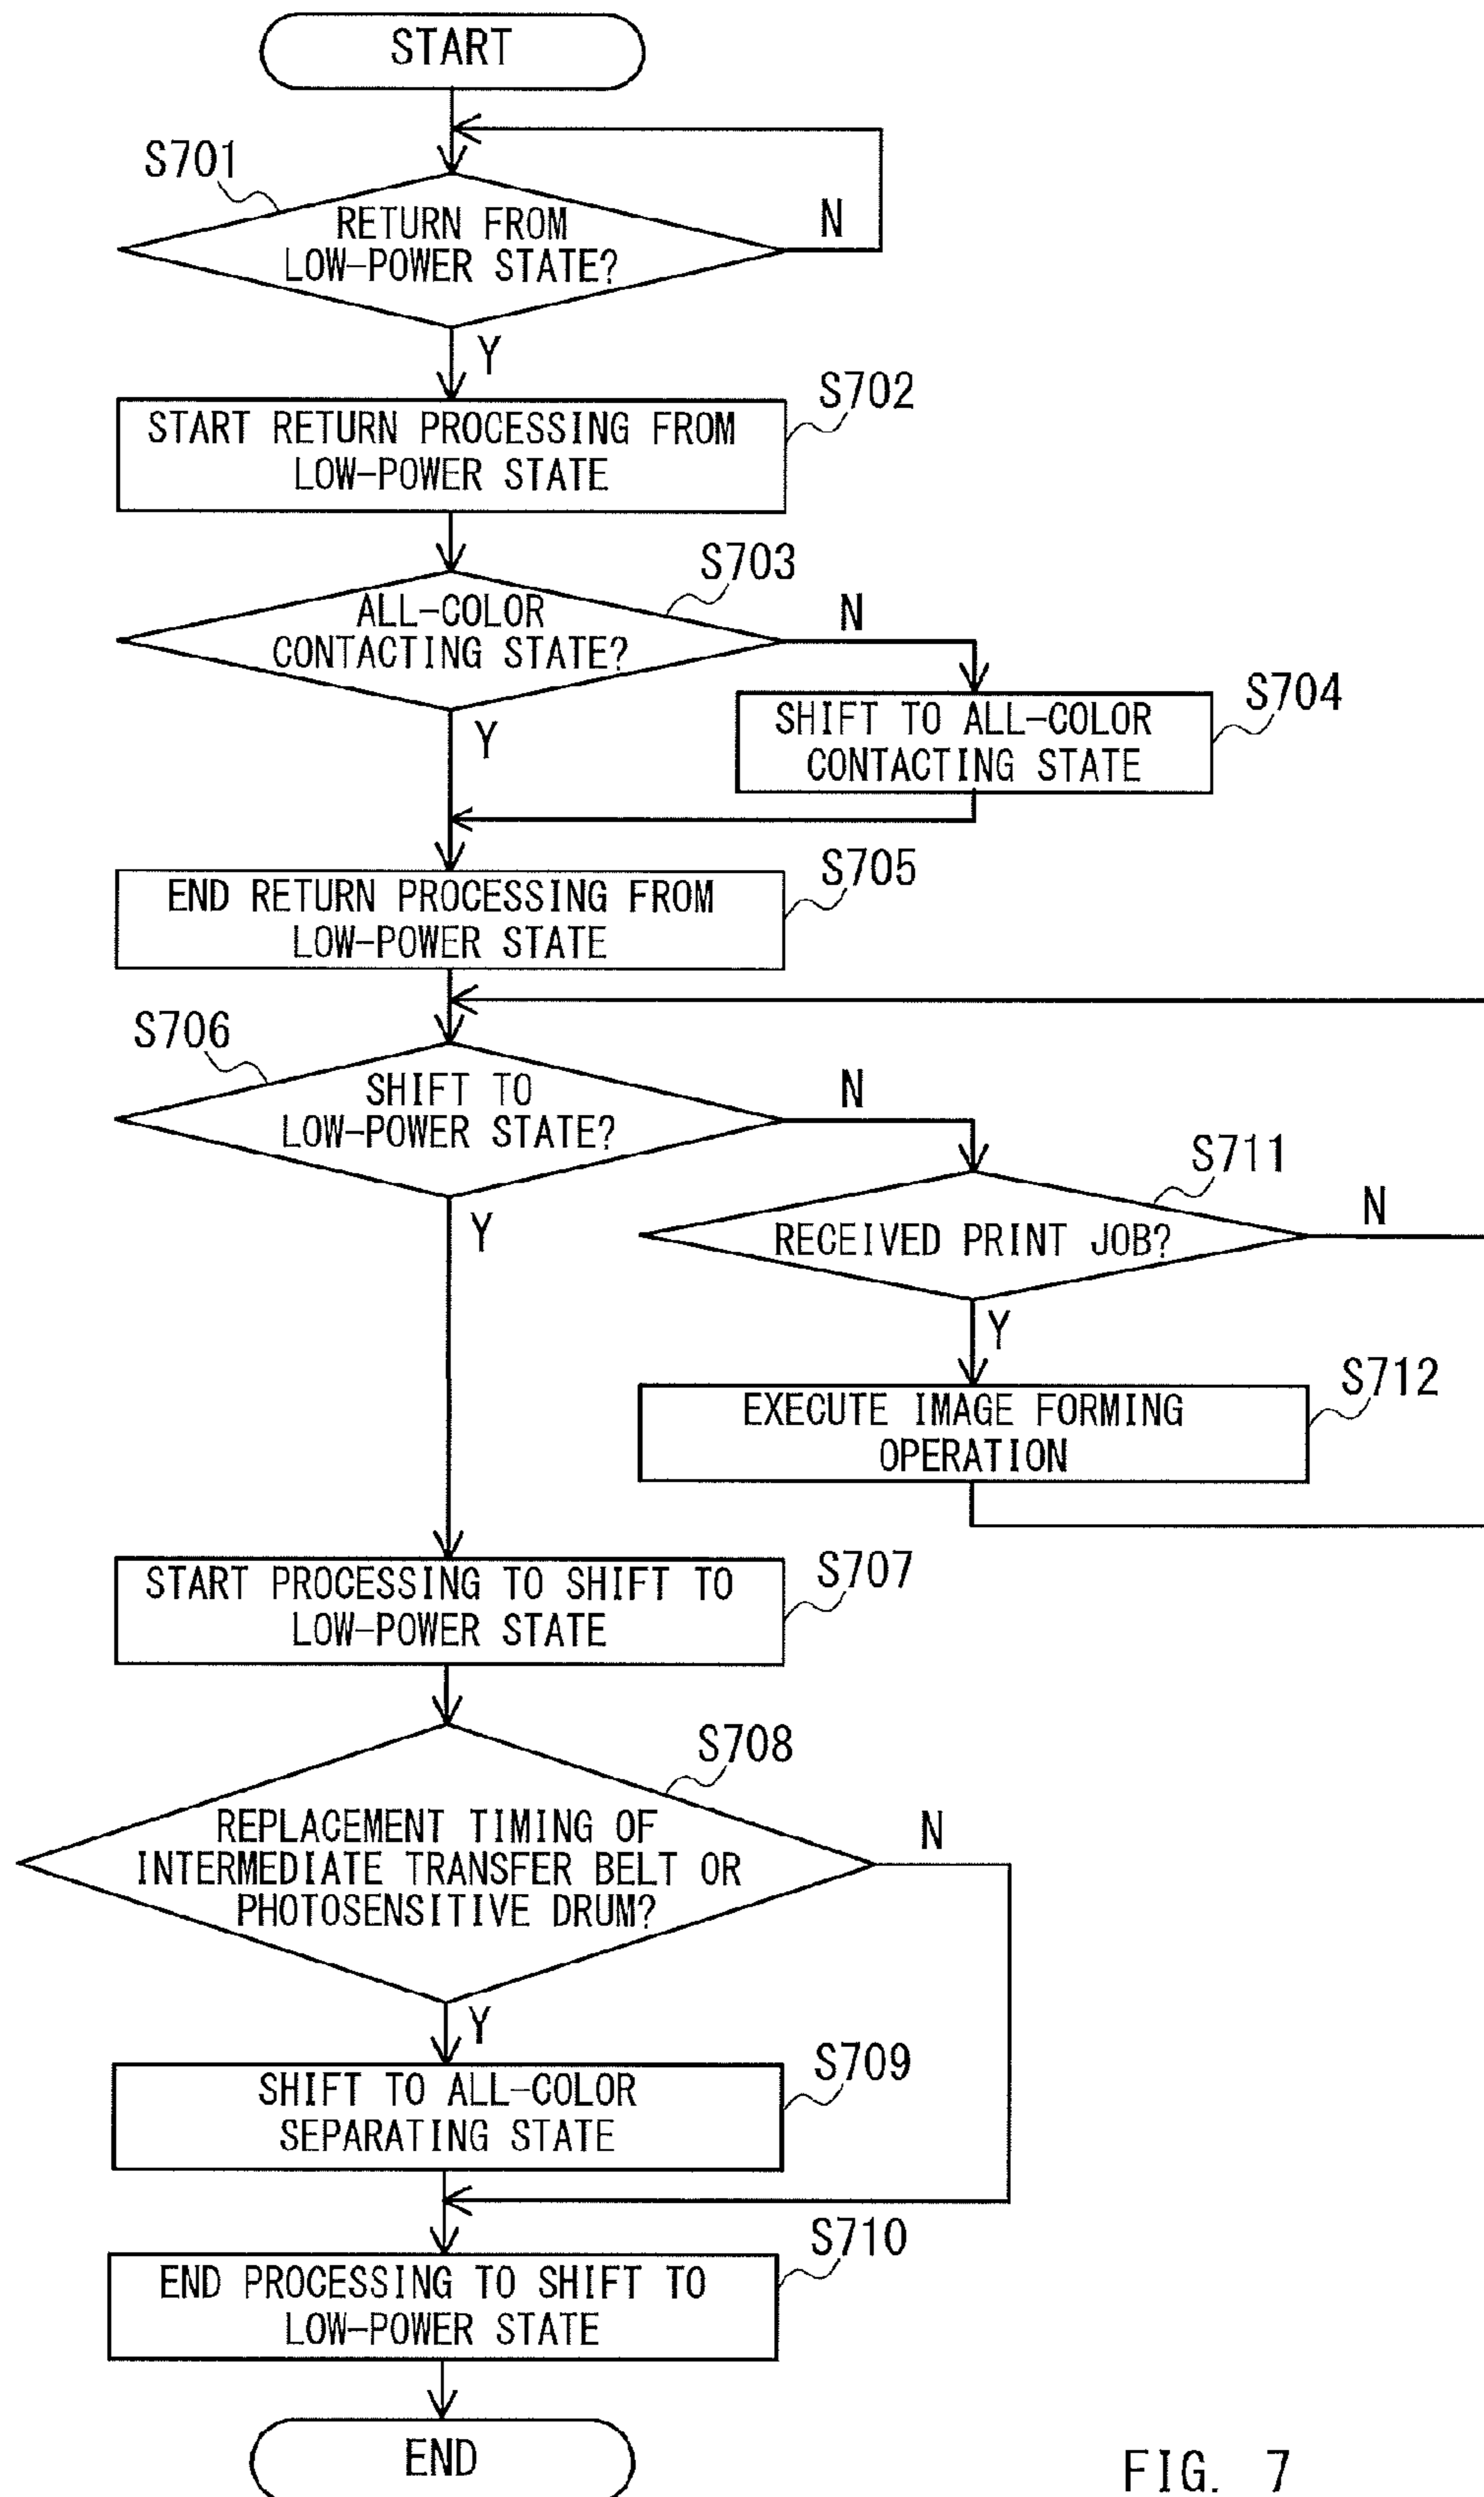 START
S701
RETURN FROM
LOW-POWER STATE?
N
Y
S702
START RETURN PROCESSING FROM
LOW-POWER STATE
S703
ALL-COLOR
CONTACTING STATE?
N
Y
S704
SHIFT TO ALL-COLOR
CONTACTING STATE
S705
END RETURN PROCESSING FROM
LOW-POWER STATE
S706
SHIFT TO
LOW-POWER STATE?
N
Y
S711
RECEIVED PRINT JOB?
N
Y
S712
EXECUTE IMAGE FORMING
OPERATION
S707
START PROCESSING TO SHIFT TO
LOW-POWER STATE
S708
REPLACEMENT TIMING OF
INTERMEDIATE TRANSFER BELT OR
PHOTOSENSITIVE DRUM?
N
Y
S709
SHIFT TO ALL-COLOR
SEPARATING STATE
S710
END PROCESSING TO SHIFT TO
LOW-POWER STATE
END
FIG. 7